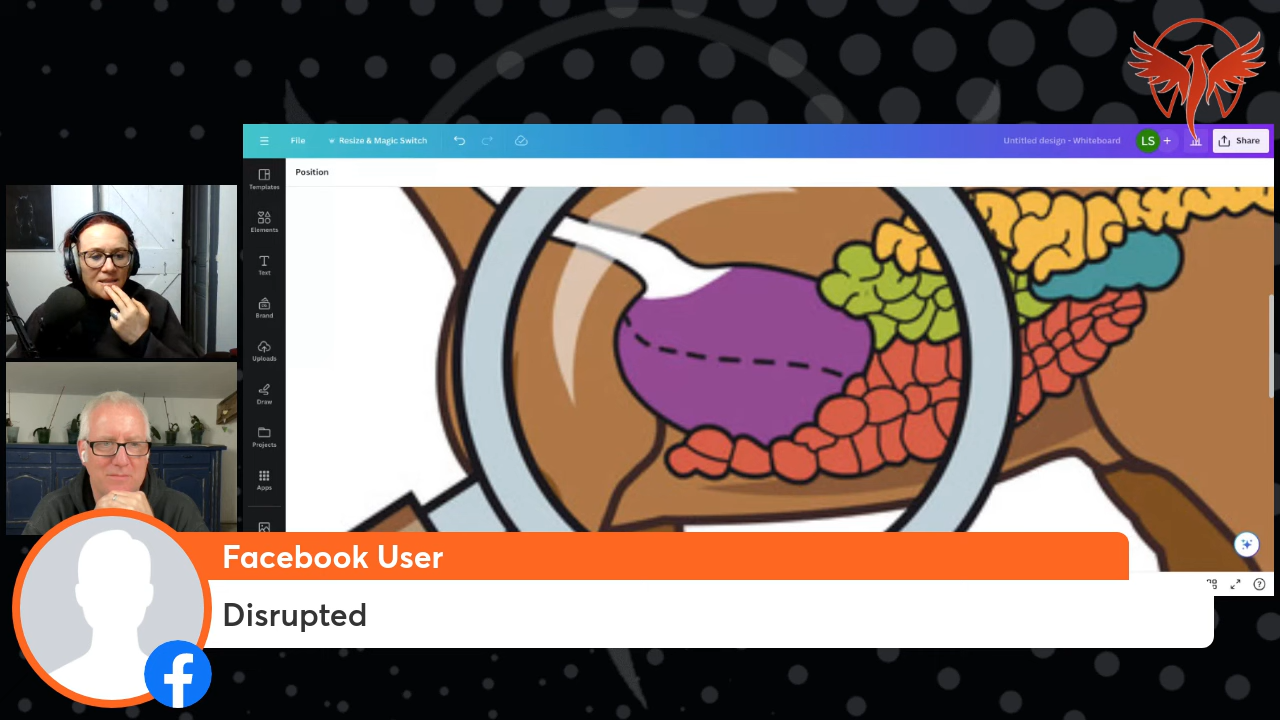 File
Resize & Magic Switch
Untitled design - Whiteboard
LS
+
Share
Templates
Position
Elements
Text
Brand
Uploads
Draw
Projects
Apps
Facebook User
Disrupted